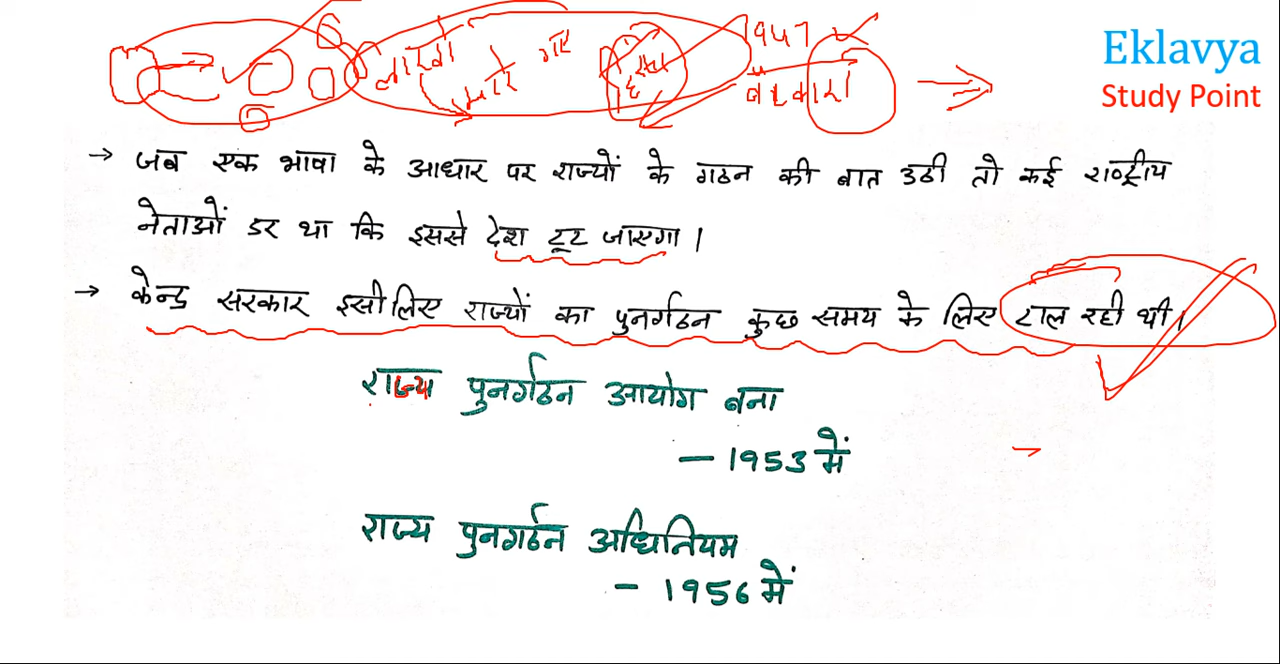 Eklavya
Study Point
लाखों मारे गए 1947
→ जब एक भाषा के आधार पर राज्यों के गठन की बात उठी तो कई राष्ट्रीय
नेताओं डर था कि इससे देश टूट जाएगा।
→ केन्द्र सरकार इसीलिए राज्यों का पुनर्गठन कुछ समय के लिए टाल रही थी।
राज्य पुनर्गठन आयोग बना
– 1953 में
राज्य पुनर्गठन अधिनियम
– 1956 में